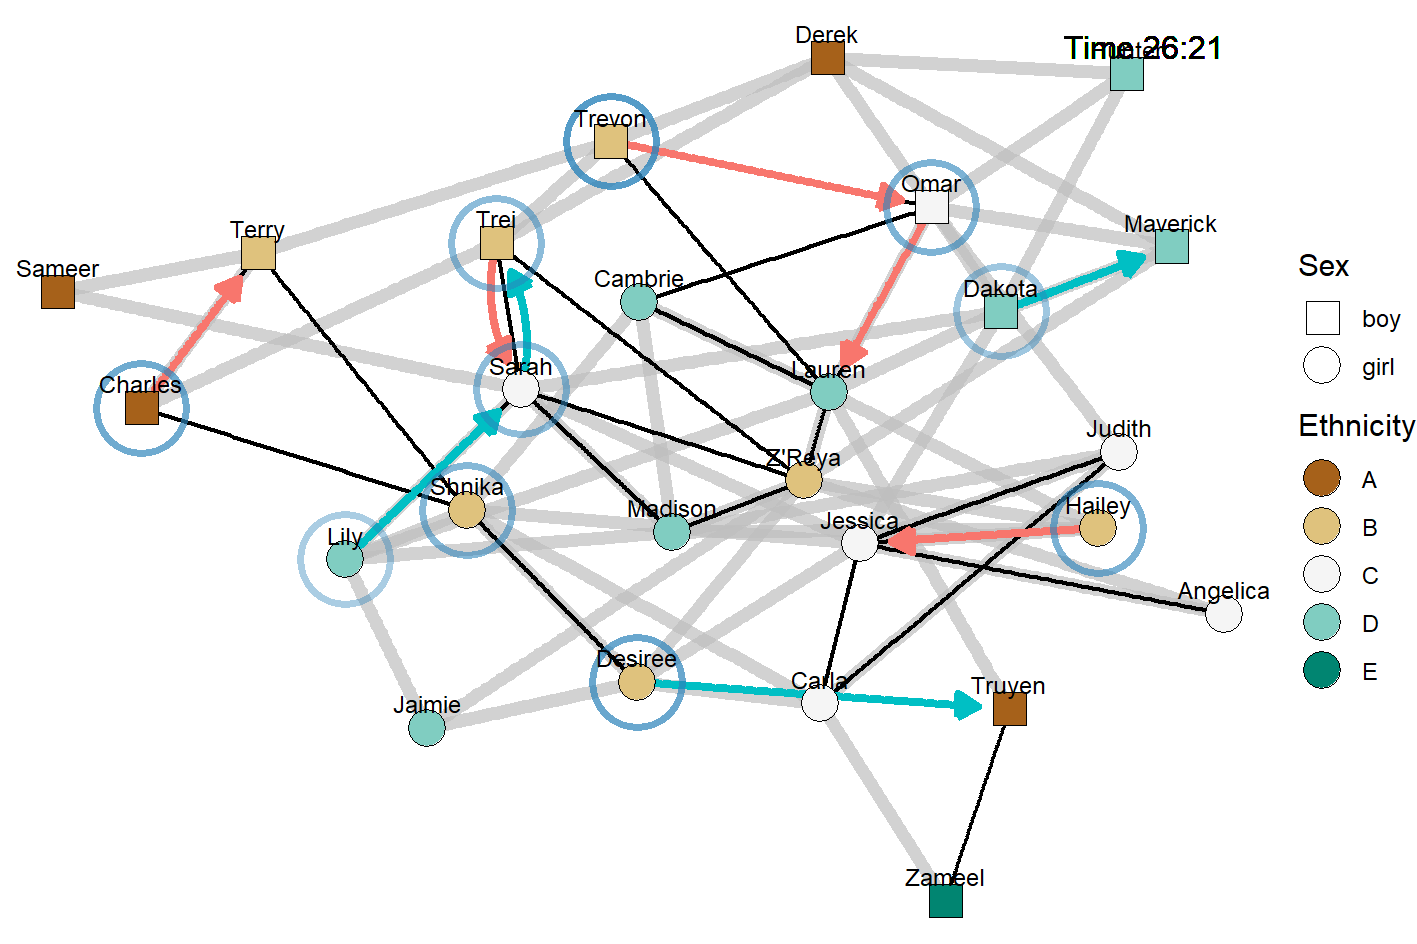 Derek
Time 26:21
Trevon
Omar
Trei
Terry
Maverick
Sameer
Cambrie
Dakota
Sarah
Lauren
Charles
Judith
Z'Reya
Shnika
Madison
Jessica
Hailey
Lily
Angelica
Desiree
Carla
Truyen
Jaimie
Zameel
Sex
boy
girl
Ethnicity
A
B
C
D
E